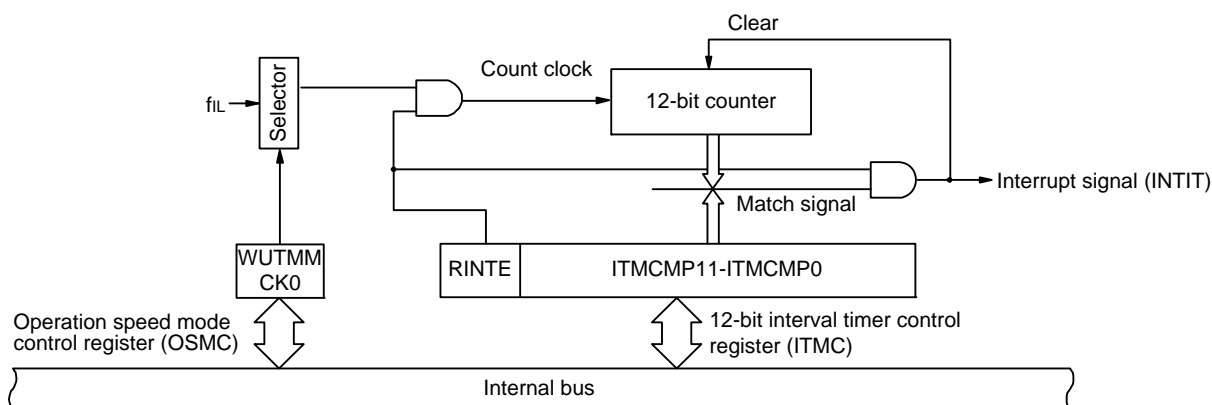 Clear
Selector
fIL
Count clock
12-bit counter
Interrupt signal (INTIT)
Match signal
WUTMM
CK0
RINTE
ITMCMP11-ITMCMP0
Operation speed mode
control register (OSMC)
12-bit interval timer control
register (ITMC)
Internal bus